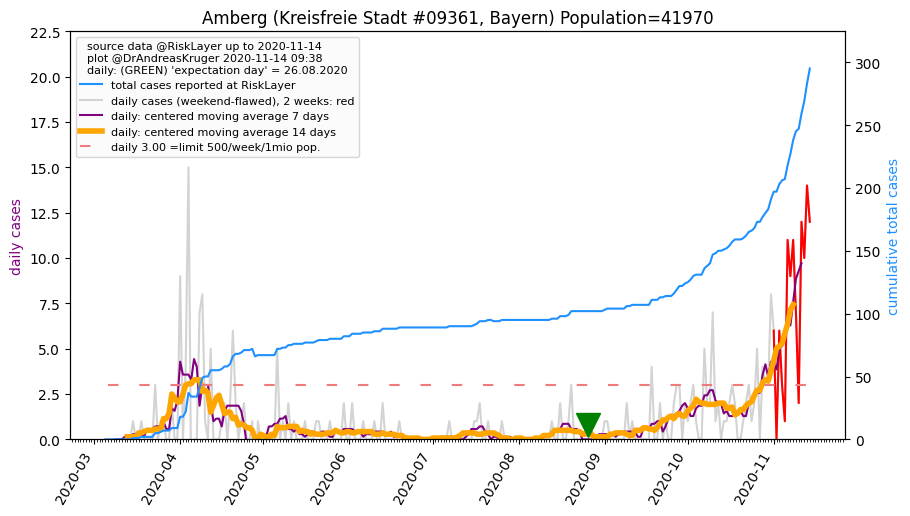 Amberg (Kreisfreie Stadt #09361, Bayern) Population=41970
source data @RiskLayer up to 2020-11-14
plot @DrAndreasKruger 2020-11-14 09:38
daily: (GREEN) 'expectation day' = 26.08.2020
total cases reported at RiskLayer
daily cases (weekend-flawed), 2 weeks: red
daily: centered moving average 7 days
daily: centered moving average 14 days
daily 3.00 =limit 500/week/1mio pop.
daily cases
22.5
20.0
17.5
15.0
12.5
10.0
7.5
5.0
2.5
0.0
cumulative total cases
300
250
200
150
100
50
0
2020-03
2020-04
2020-05
2020-06
2020-07
2020-08
2020-09
2020-10
2020-11